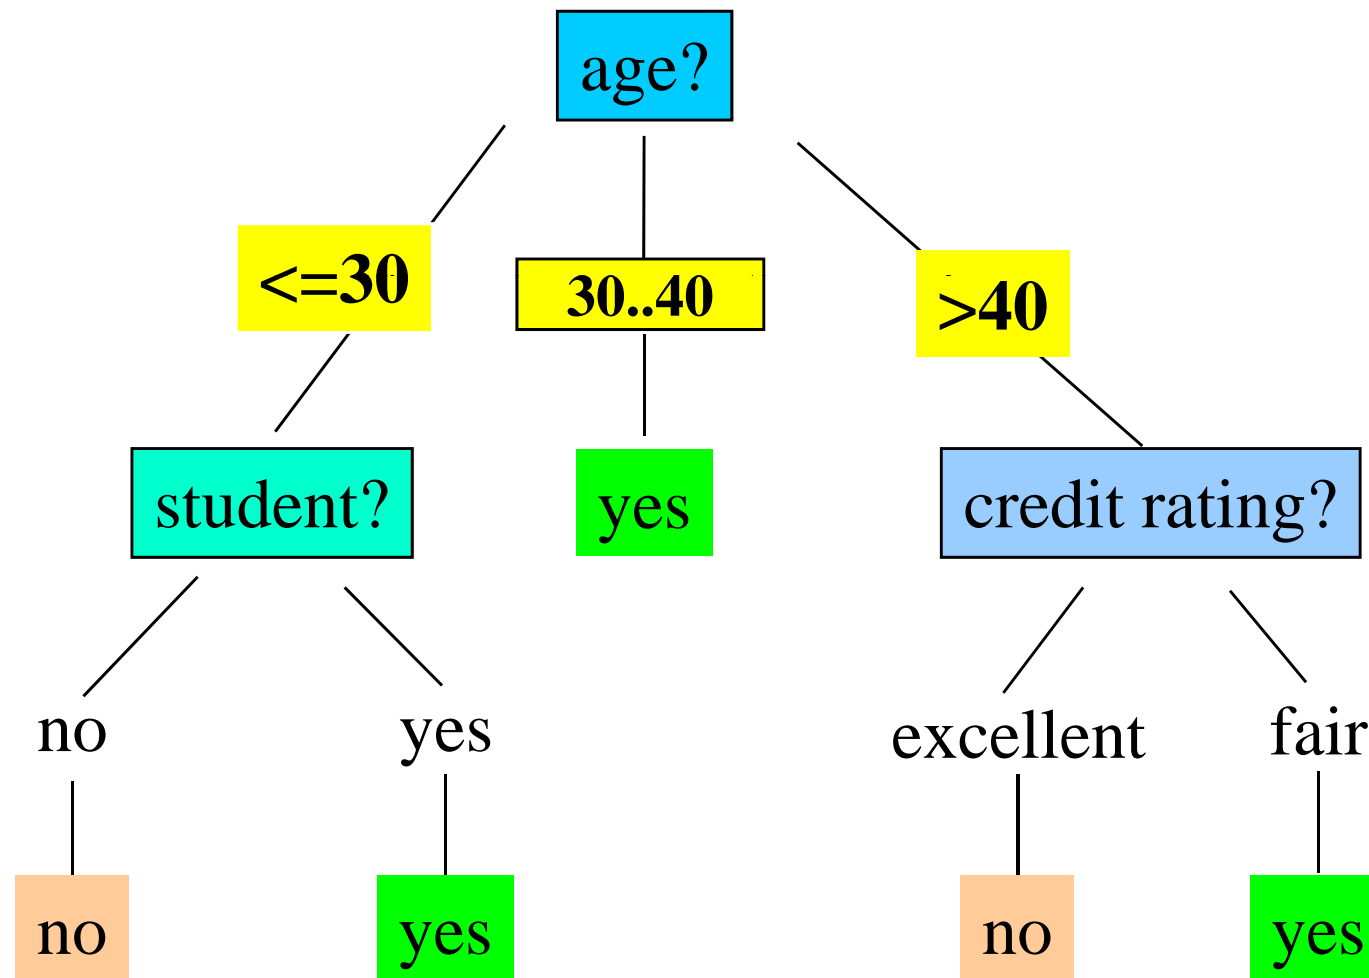 age?
<=30
30..40
>40
student?
yes
credit rating?
no
yes
excellent
fair
no
yes
no
yes